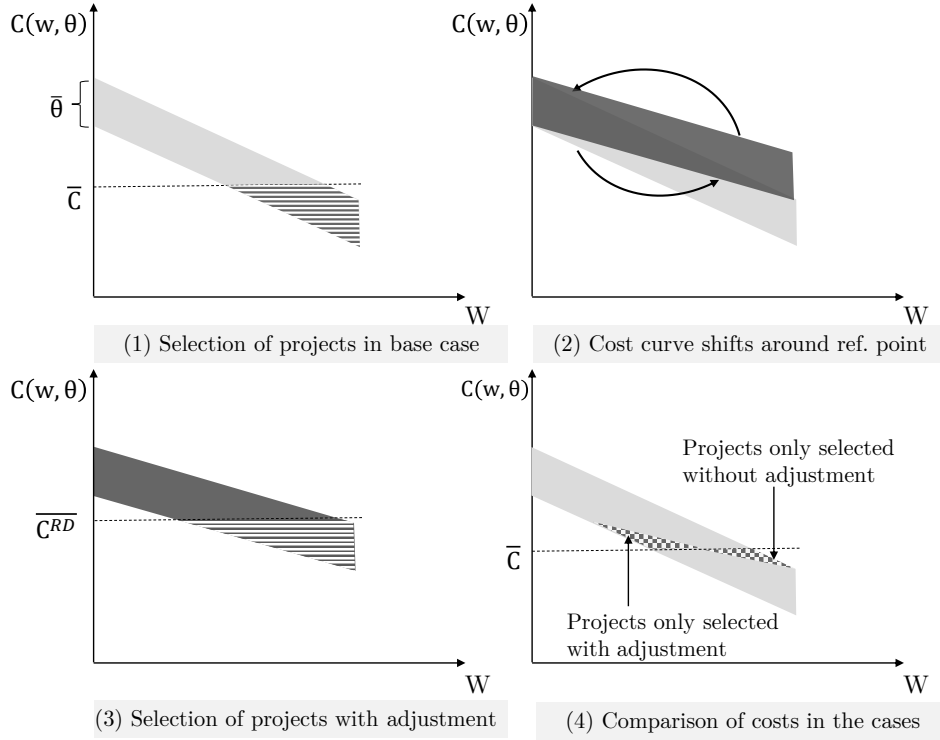 C(w, θ)
θ̅
C̅
W
(1) Selection of projects in base case
C(w, θ)
W
(2) Cost curve shifts around ref. point
C(w, θ)
$\overline{C^{RD}}$
W
(3) Selection of projects with adjustment
C(w, θ)
Projects only selected
without adjustment
C̅
Projects only selected
with adjustment
W
(4) Comparison of costs in the cases